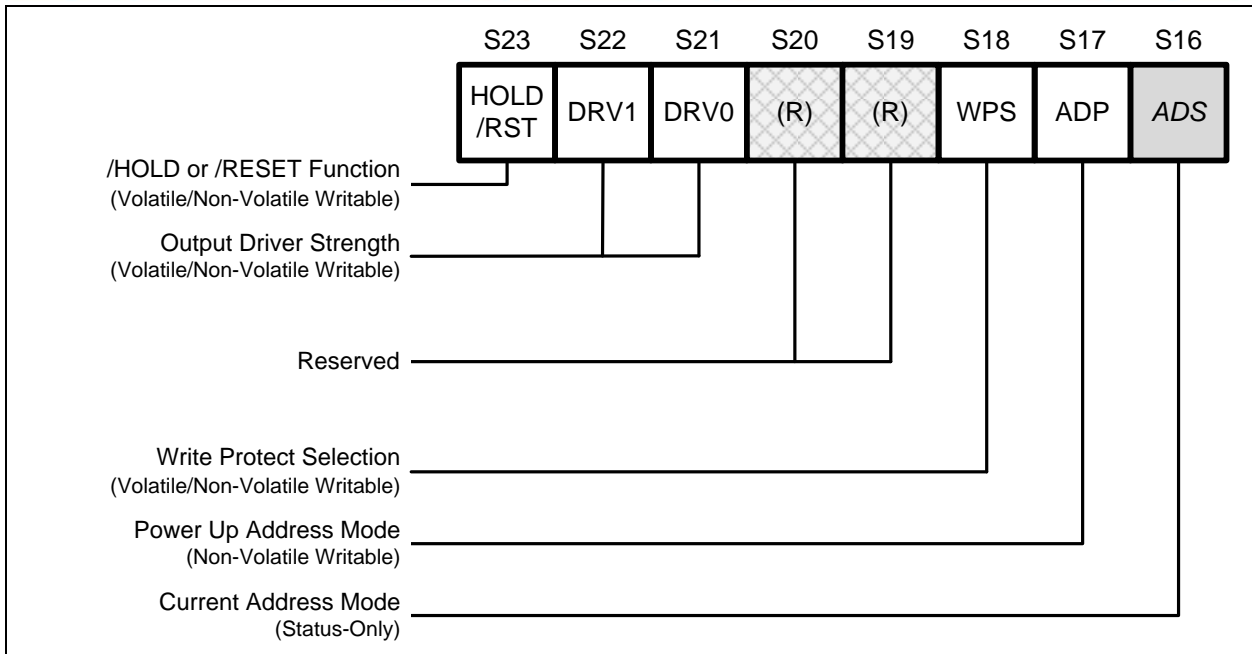 S23 S22 S21 S20 S19 S18 S17 S16
HOLD
/RST DRV1 DRV0 (R) (R) WPS ADP ADS
/HOLD or /RESET Function
(Volatile/Non-Volatile Writable)
Output Driver Strength
(Volatile/Non-Volatile Writable)
Reserved
Write Protect Selection
(Volatile/Non-Volatile Writable)
Power Up Address Mode
(Non-Volatile Writable)
Current Address Mode
(Status-Only)